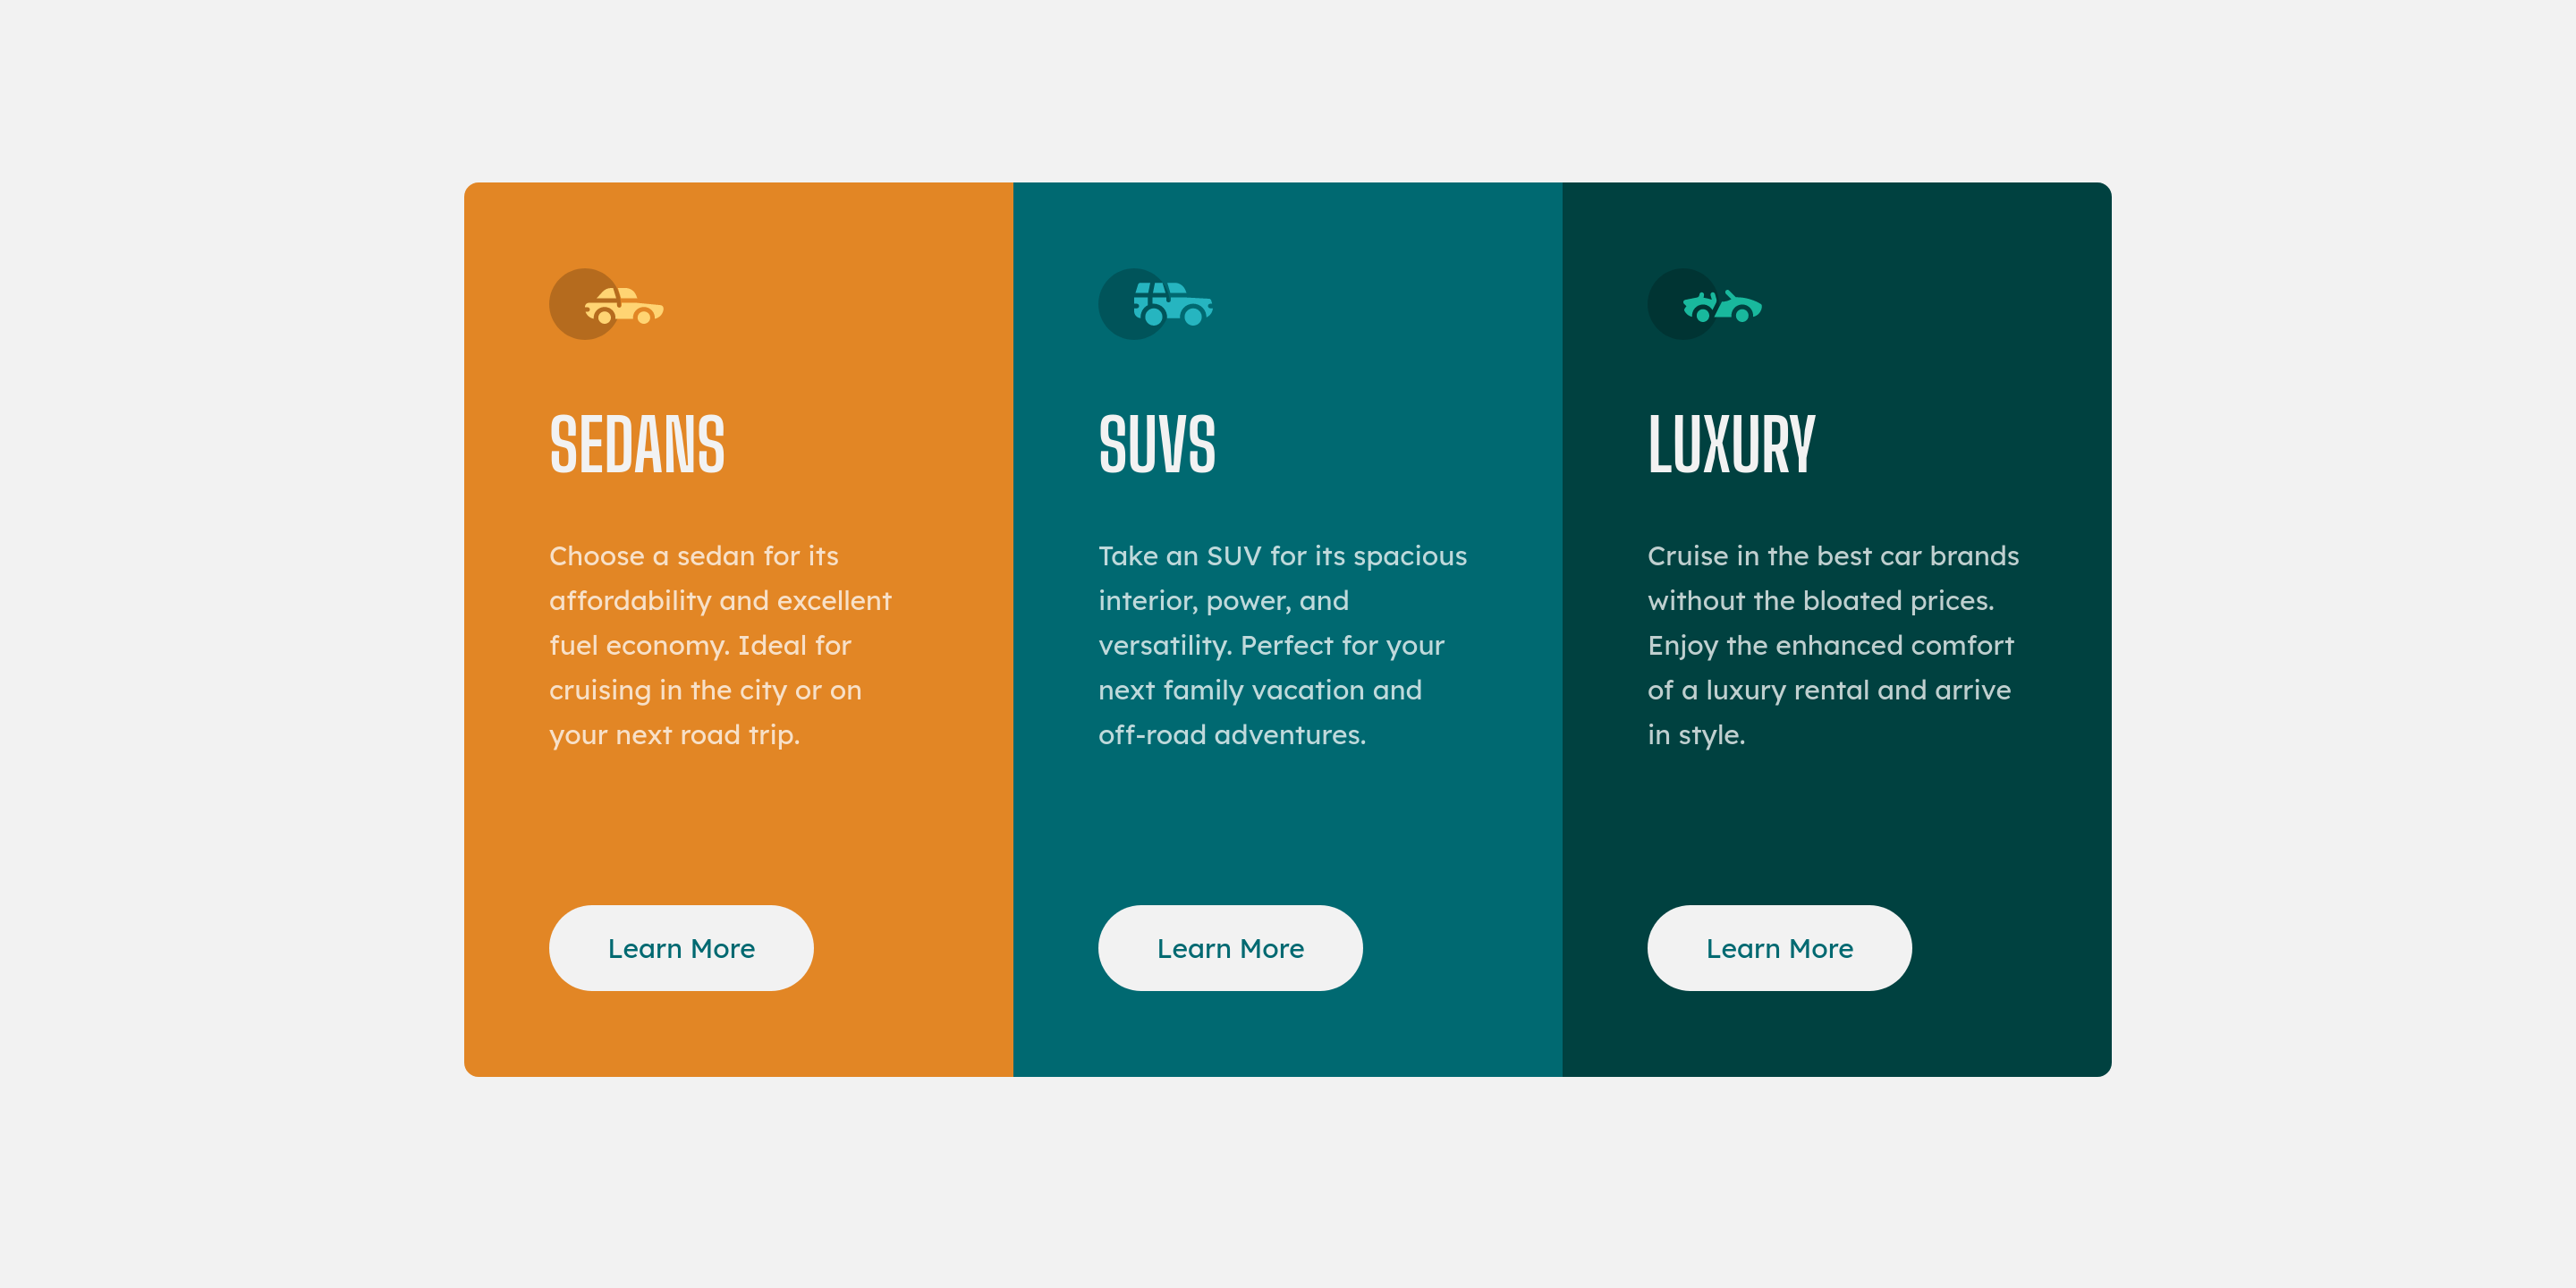 SEDANS
Choose a sedan for its
affordability and excellent
fuel economy. Ideal for
cruising in the city or on
your next road trip.
Learn More
SUVS
Take an SUV for its spacious
interior, power, and
versatility. Perfect for your
next family vacation and
off-road adventures.
Learn More
LUXURY
Cruise in the best car brands
without the bloated prices.
Enjoy the enhanced comfort
of a luxury rental and arrive
in style.
Learn More